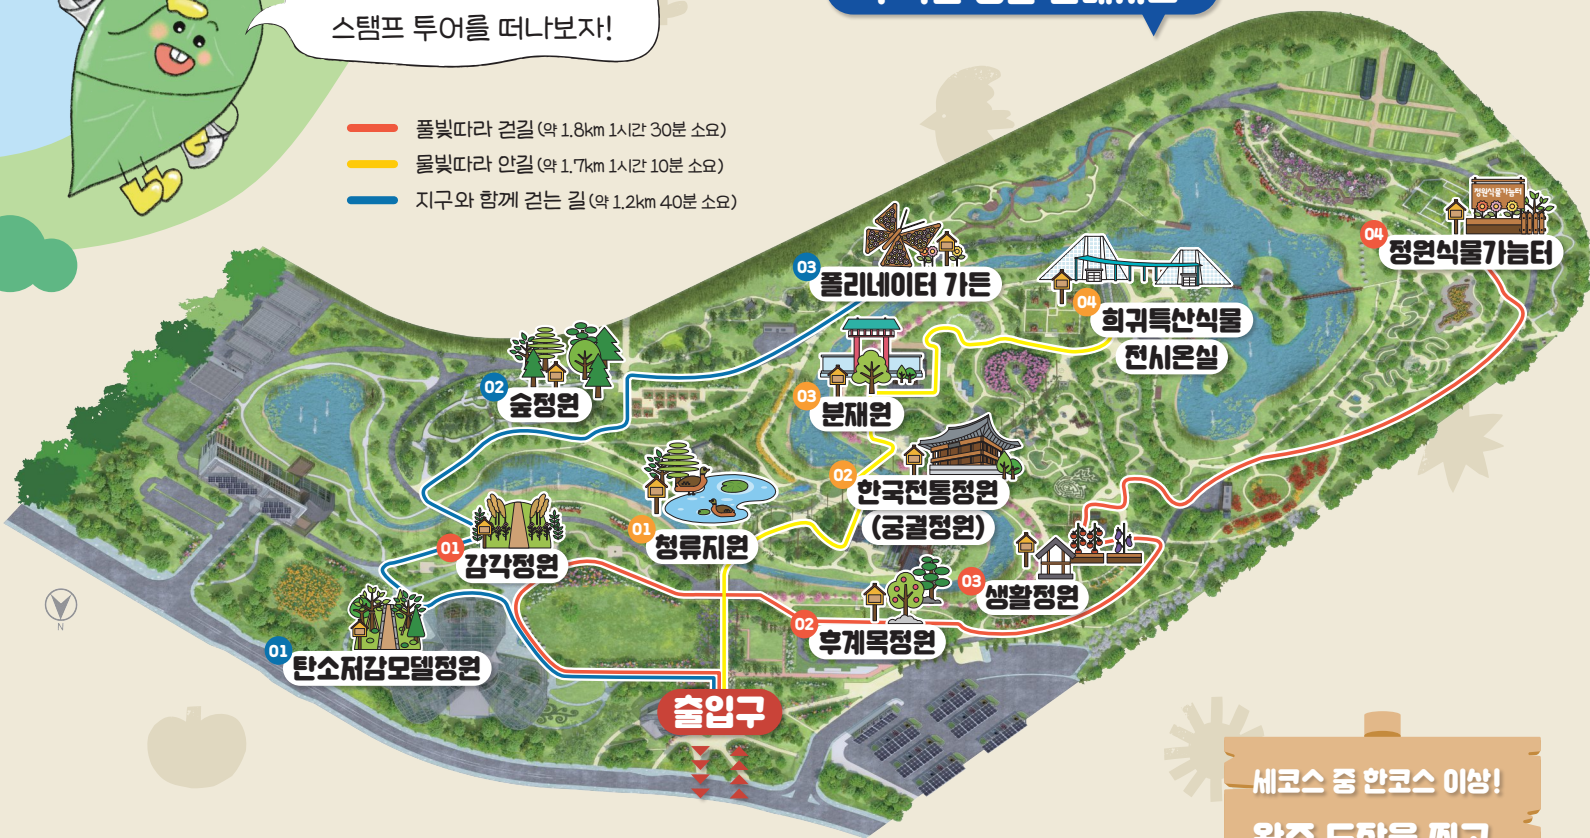 스탬프 투어를 떠나보자!
풀빛따라 걷길 (약 1.8km 1시간 30분 소요)
물빛따라 안길 (약 1.7km 1시간 10분 소요)
지구와 함께 걷는 길 (약 1.2km 40분 소요)
정원식물가늠터
04 정원식물가늠터
03 폴리네이터 가든
04 희귀특산식물
전시온실
02 숲정원
03 분재원
02 한국전통정원
(궁궐정원)
01 청류지원
01 감각정원
03 생활정원
02 후계목정원
01 탄소저감모델정원
N
출입구
세코스 중 한코스 이상!